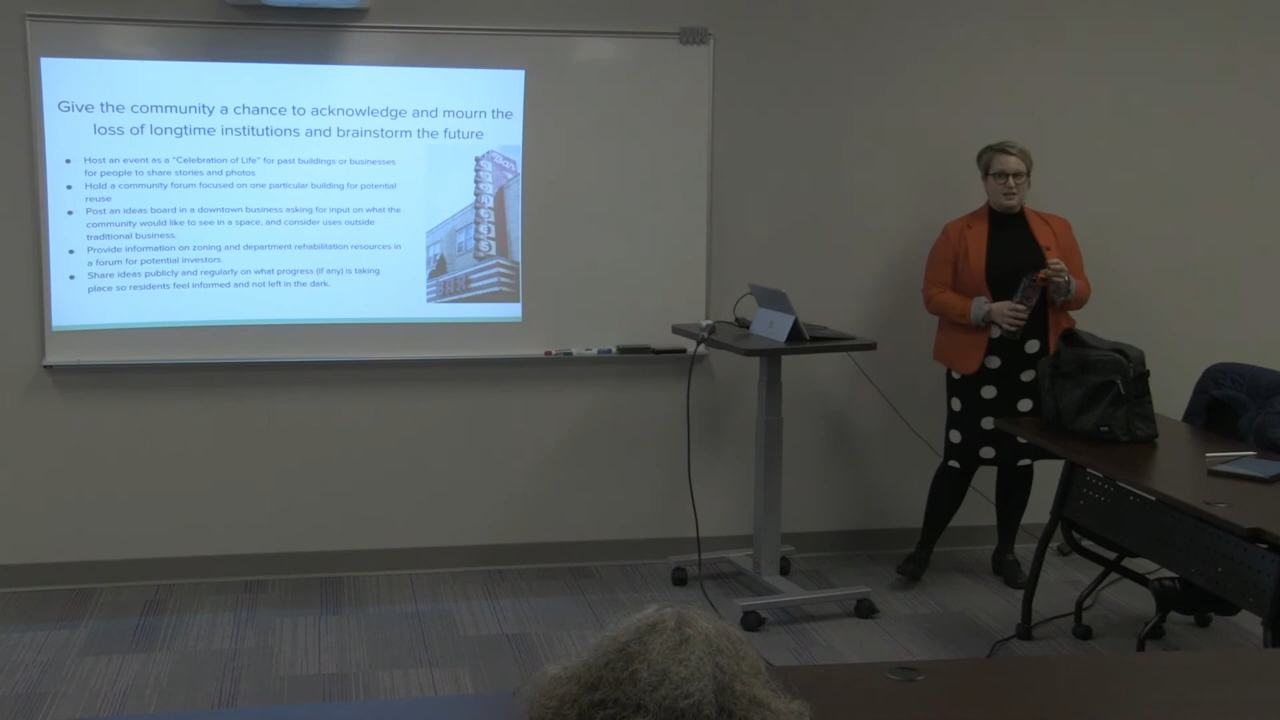 Give the community a chance to acknowledge and mourn the
loss of longtime institutions and brainstorm the future
Host an event as a "Celebration of Life" for past buildings or businesses
for people to share stories and photos
Hold a community forum focused on one particular building for potential
reuse
Post an ideas board in a downtown business asking for input on what the
community would like to see in a space, and consider uses outside
traditional business.
Provide information on zoning and department rehabilitation resources in
a forum for potential investors
Share ideas publicly and regularly on what progress (if any) is taking
place so residents feel informed and not left in the dark.